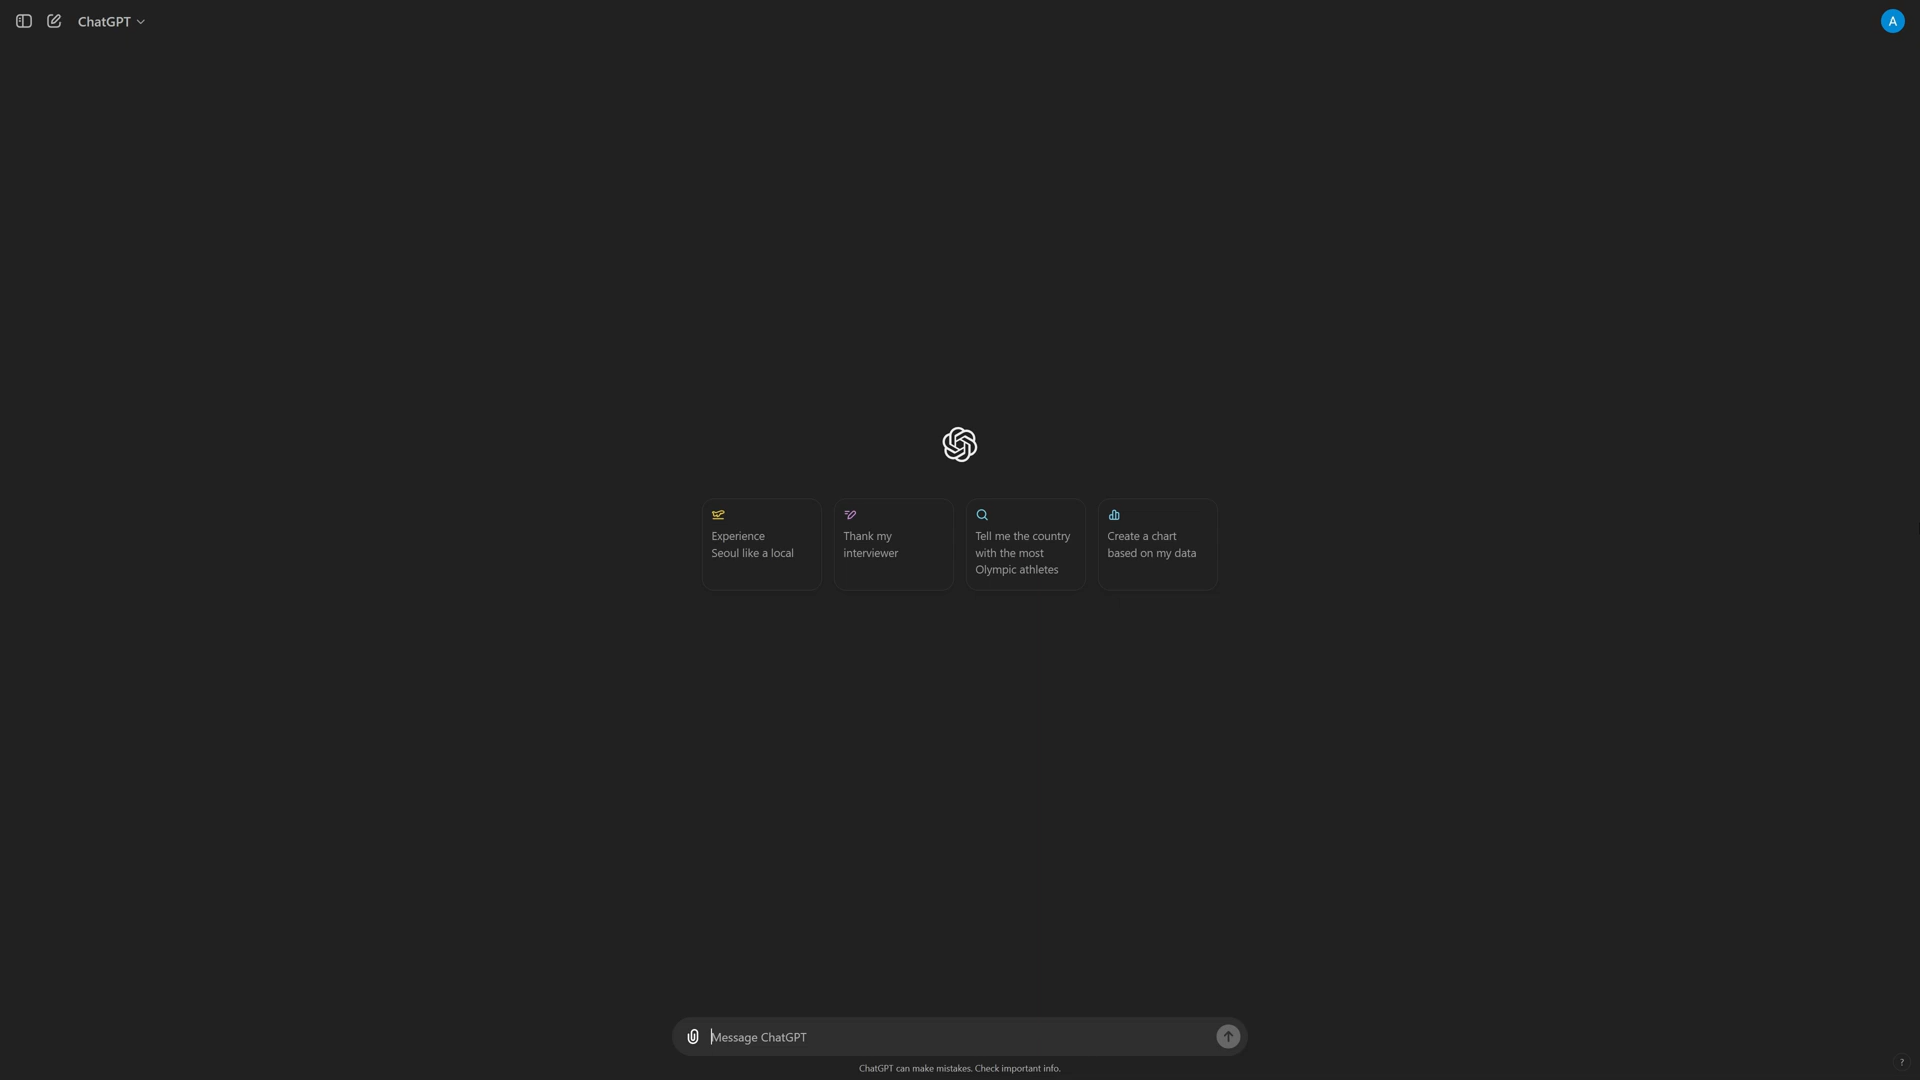 ChatGPT
A
Experience
Seoul like a local
Thank my
interviewer
Tell me the country
with the most
Olympic athletes
Create a chart
based on my data
Message ChatGPT
ChatGPT can make mistakes. Check important info.
?